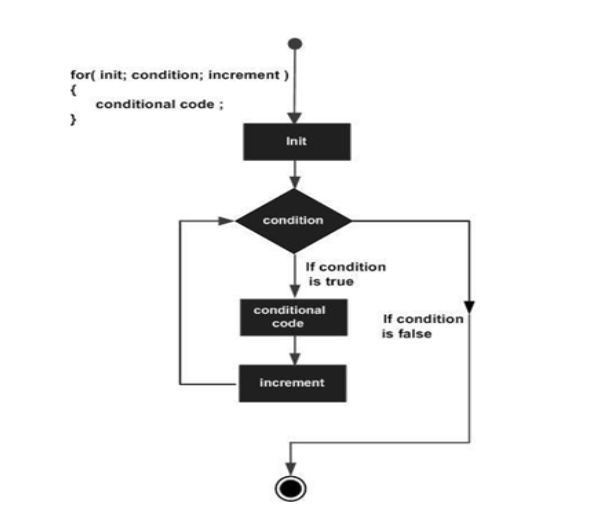 for( init; condition; increment )
{
conditional code ;
}
Init
condition
If condition
is true
conditional
code
If condition
is false
increment